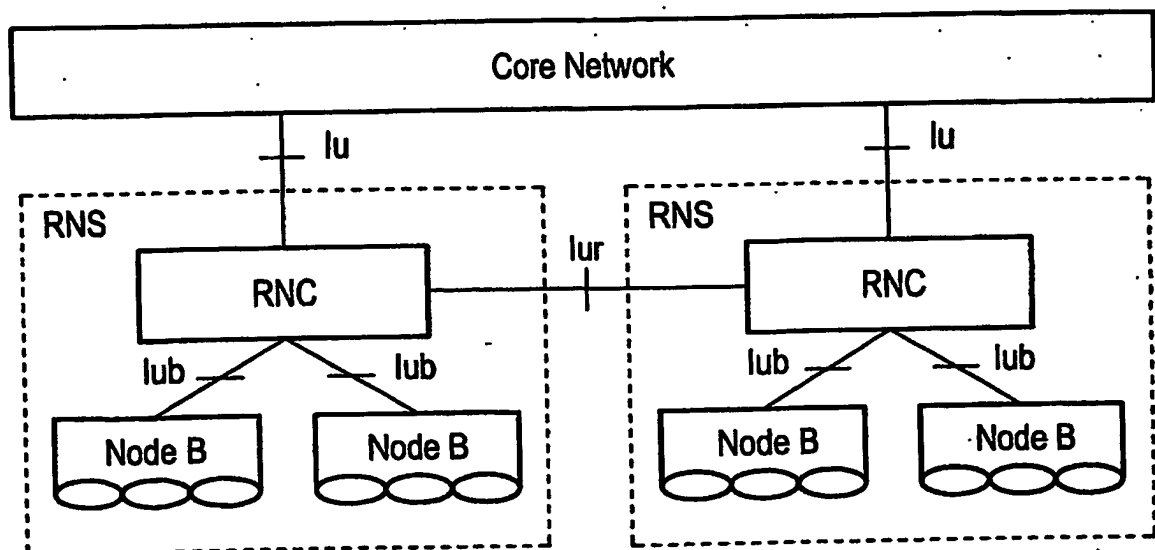 Core Network
Iu
Iu
RNS
RNS
Iur
RNC
RNC
Iub
Iub
Iub
Iub
Node B
Node B
Node B
Node B